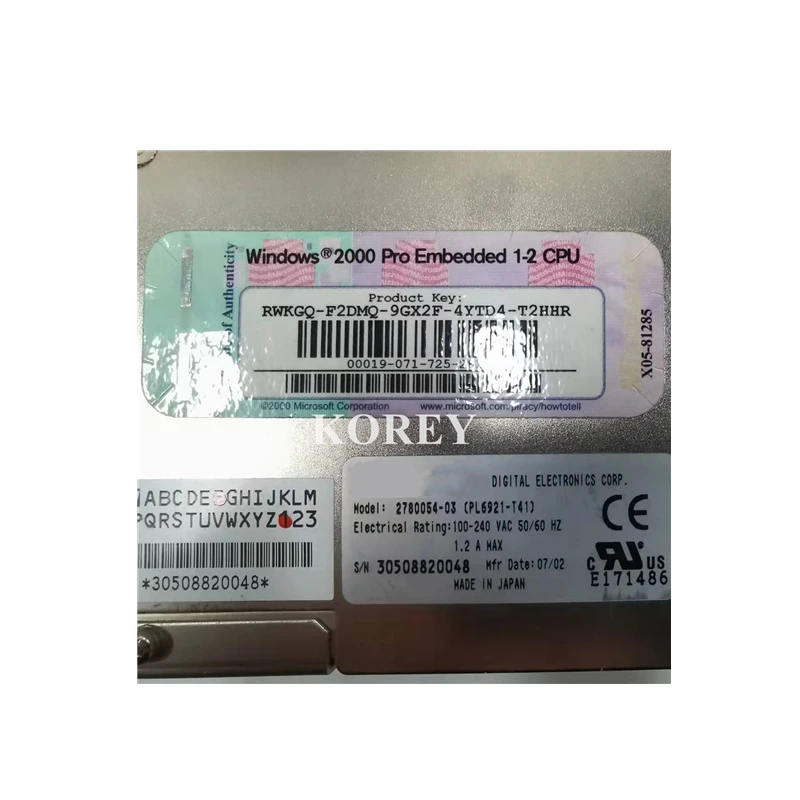 Windows®2000 Pro Embedded 1-2 CPU
of Authenticity
Product Key:
RWKGQ-F2DMQ-9GX2F-4YTD4-T2HHR
00019-071-725-2
X05-81285
©2000 Microsoft Corporation www.microsoft.com/piracy/howtotell
KOREY
ABCDEFGHIJKLM
PQRSTUVWXYZ123
*30508820048*
DIGITAL ELECTRONICS CORP.
Model: 2780054-03 (PL6921-T41)
Electrical Rating:100-240 VAC 50/60 HZ
1.2 A MAX
S/N 30508820048 Mfr Date: 07/02
MADE IN JAPAN
CE
C US
E171486